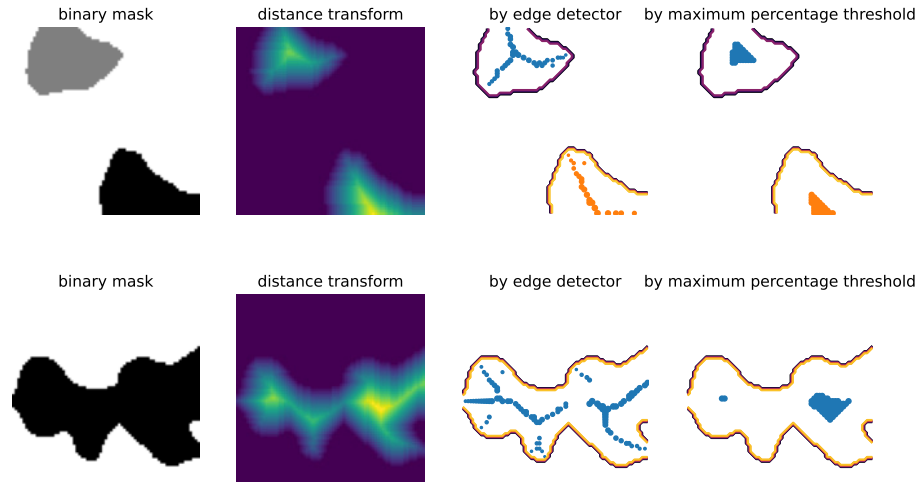 binary mask
distance transform
by edge detector
by maximum percentage threshold
binary mask
distance transform
by edge detector
by maximum percentage threshold